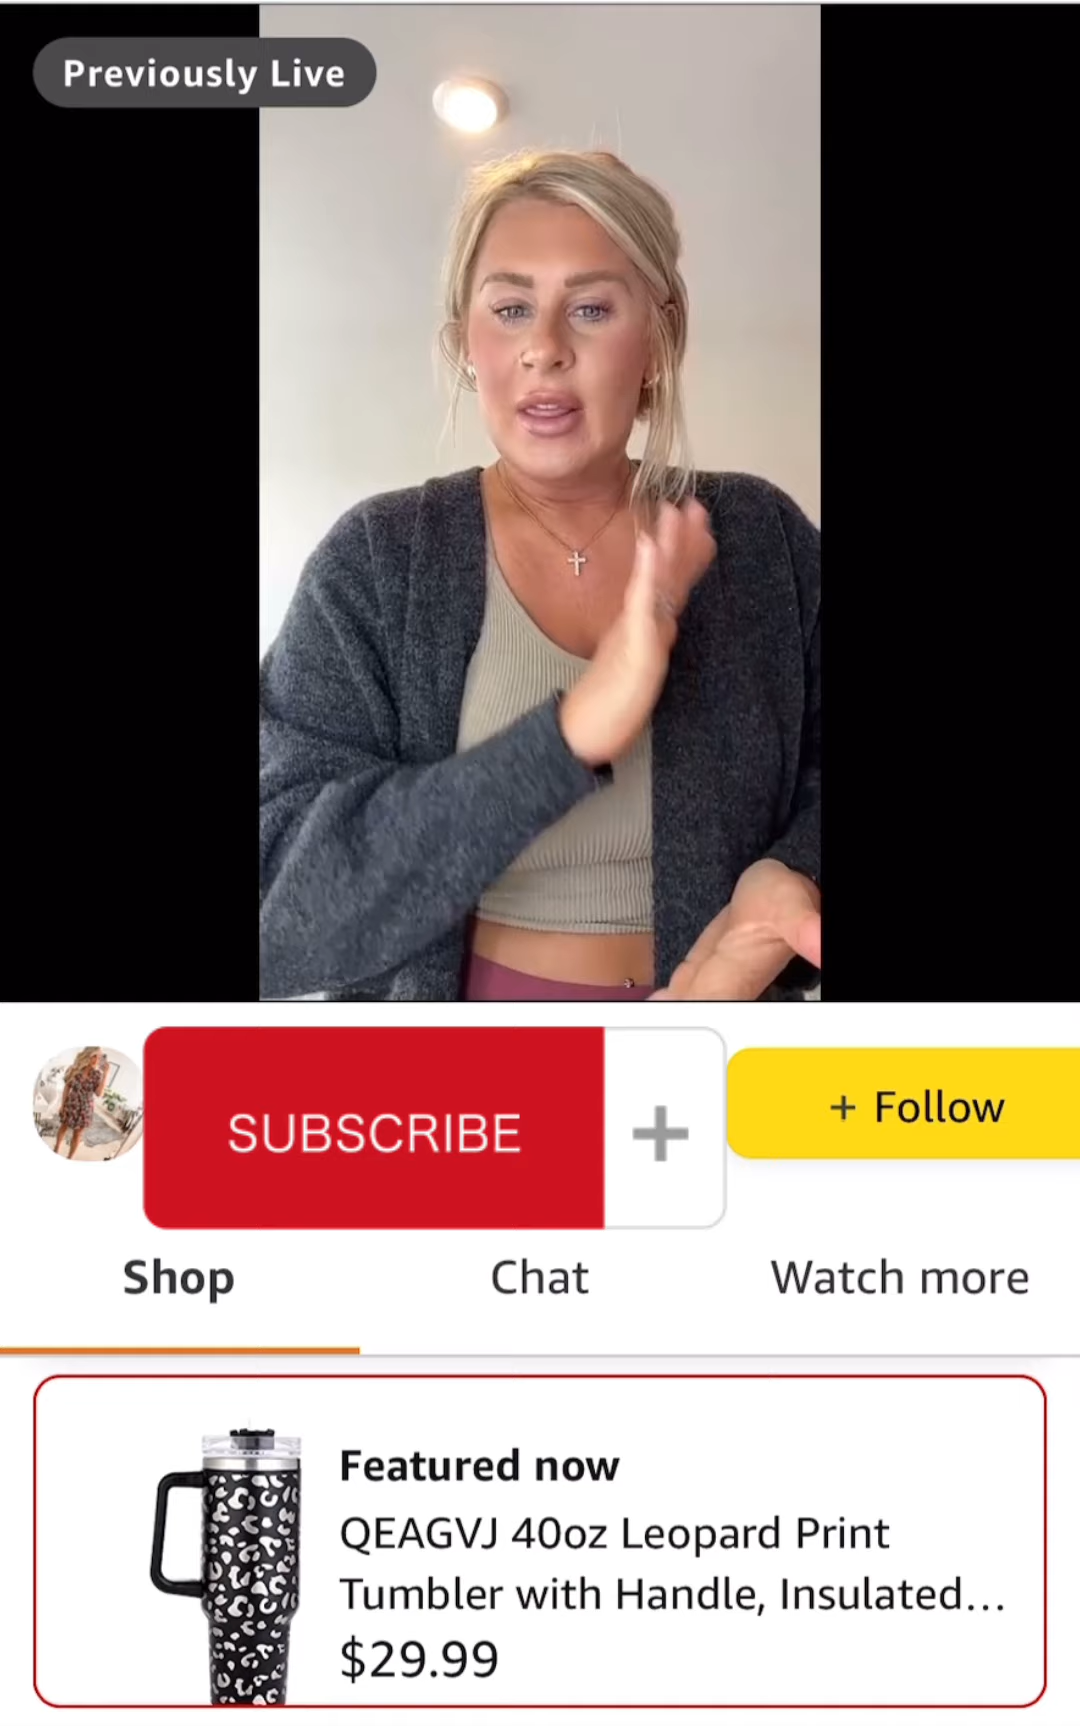 Previously Live
SUBSCRIBE +
+ Follow
Shop
Chat
Watch more
Featured now
QEAGVJ 40oz Leopard Print
Tumbler with Handle, Insulated...
$29.99